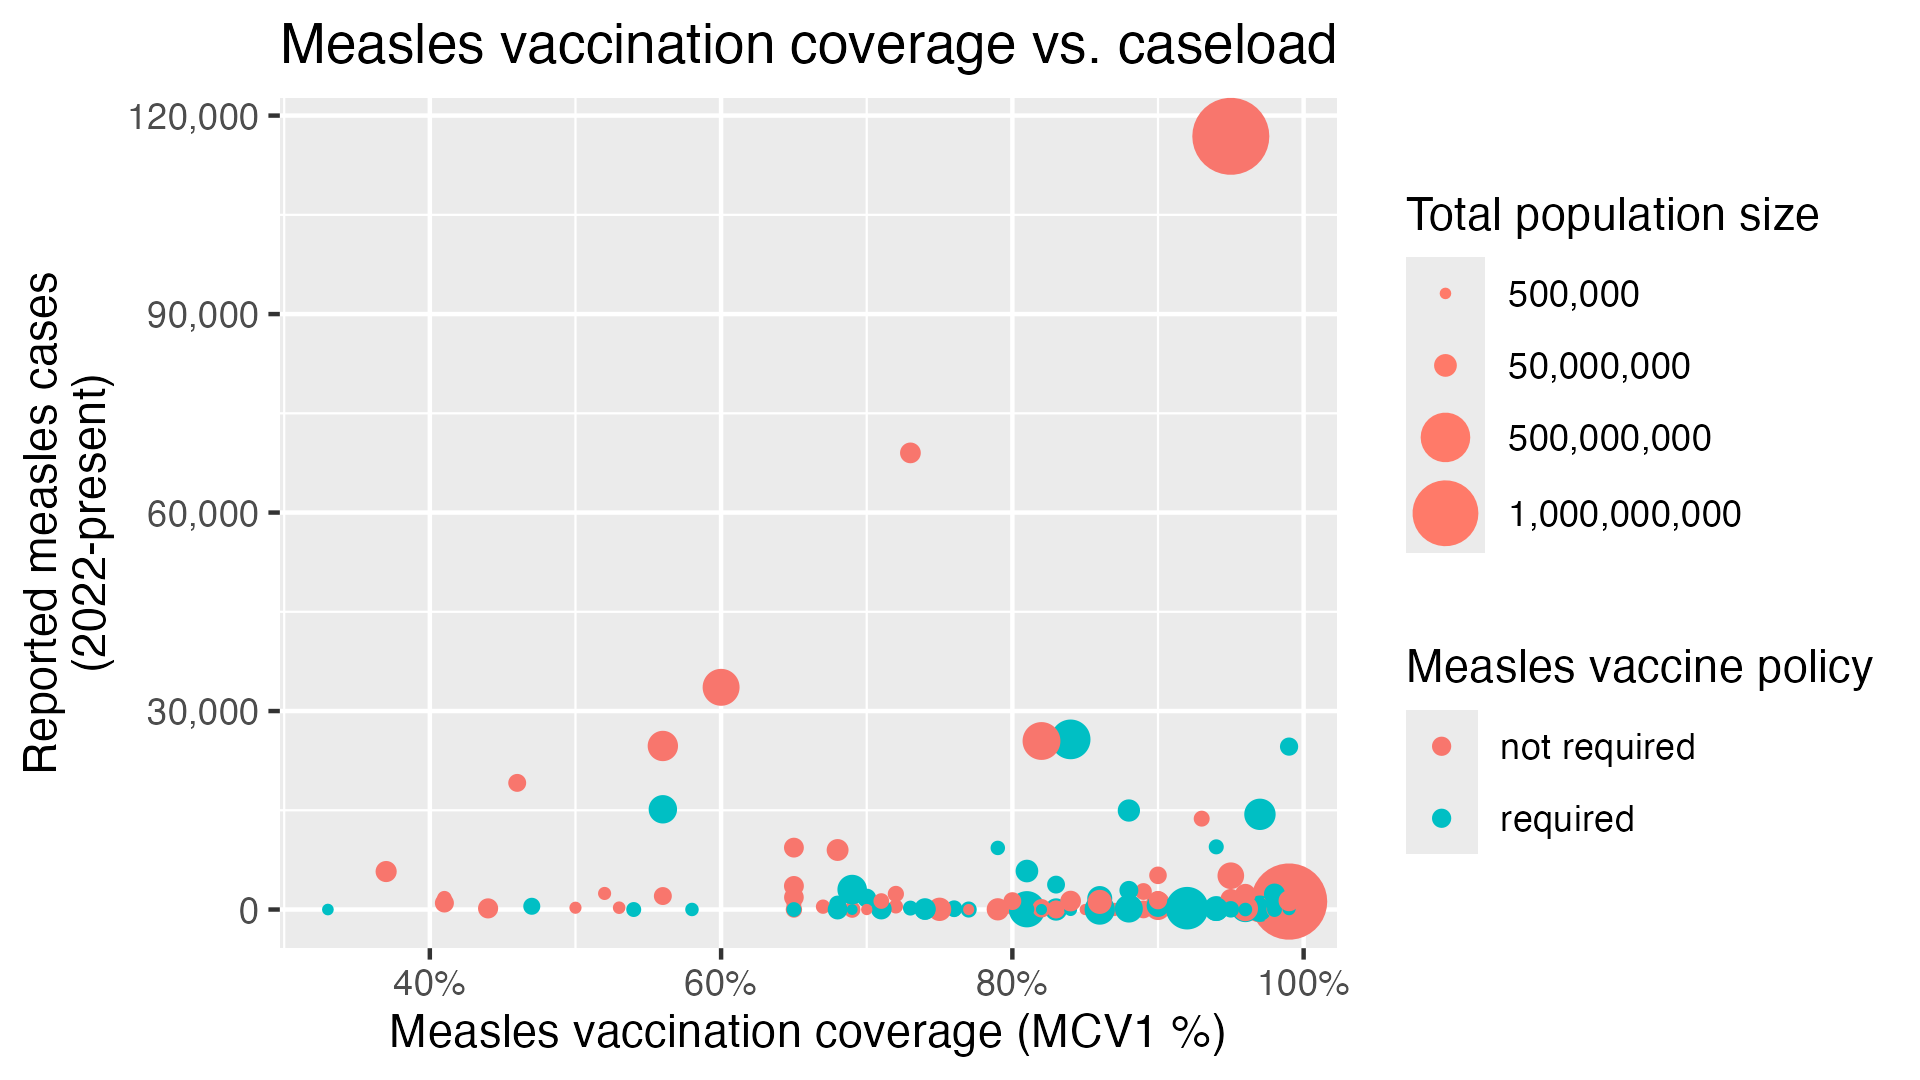 Measles vaccination coverage vs. caseload
120,000
90,000
60,000
30,000
0
Reported measles cases
(2022-present)
40%
60%
80%
100%
Measles vaccination coverage (MCV1 %)
Total population size
500,000
50,000,000
500,000,000
1,000,000,000
Measles vaccine policy
not required
required